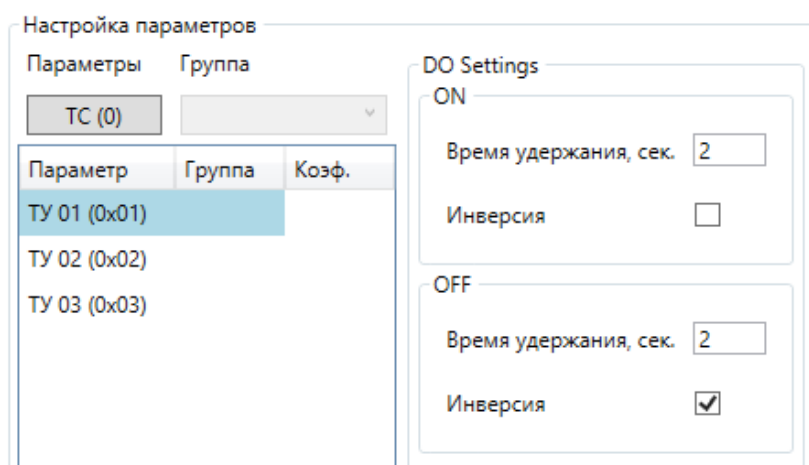 Настройка параметров
Параметры Группа
ТС (0)
Параметр Группа Коэф.
ТУ 01 (0x01)
ТУ 02 (0x02)
ТУ 03 (0x03)
DO Settings
ON
Время удержания, сек. 2
Инверсия
OFF
Время удержания, сек. 2
Инверсия